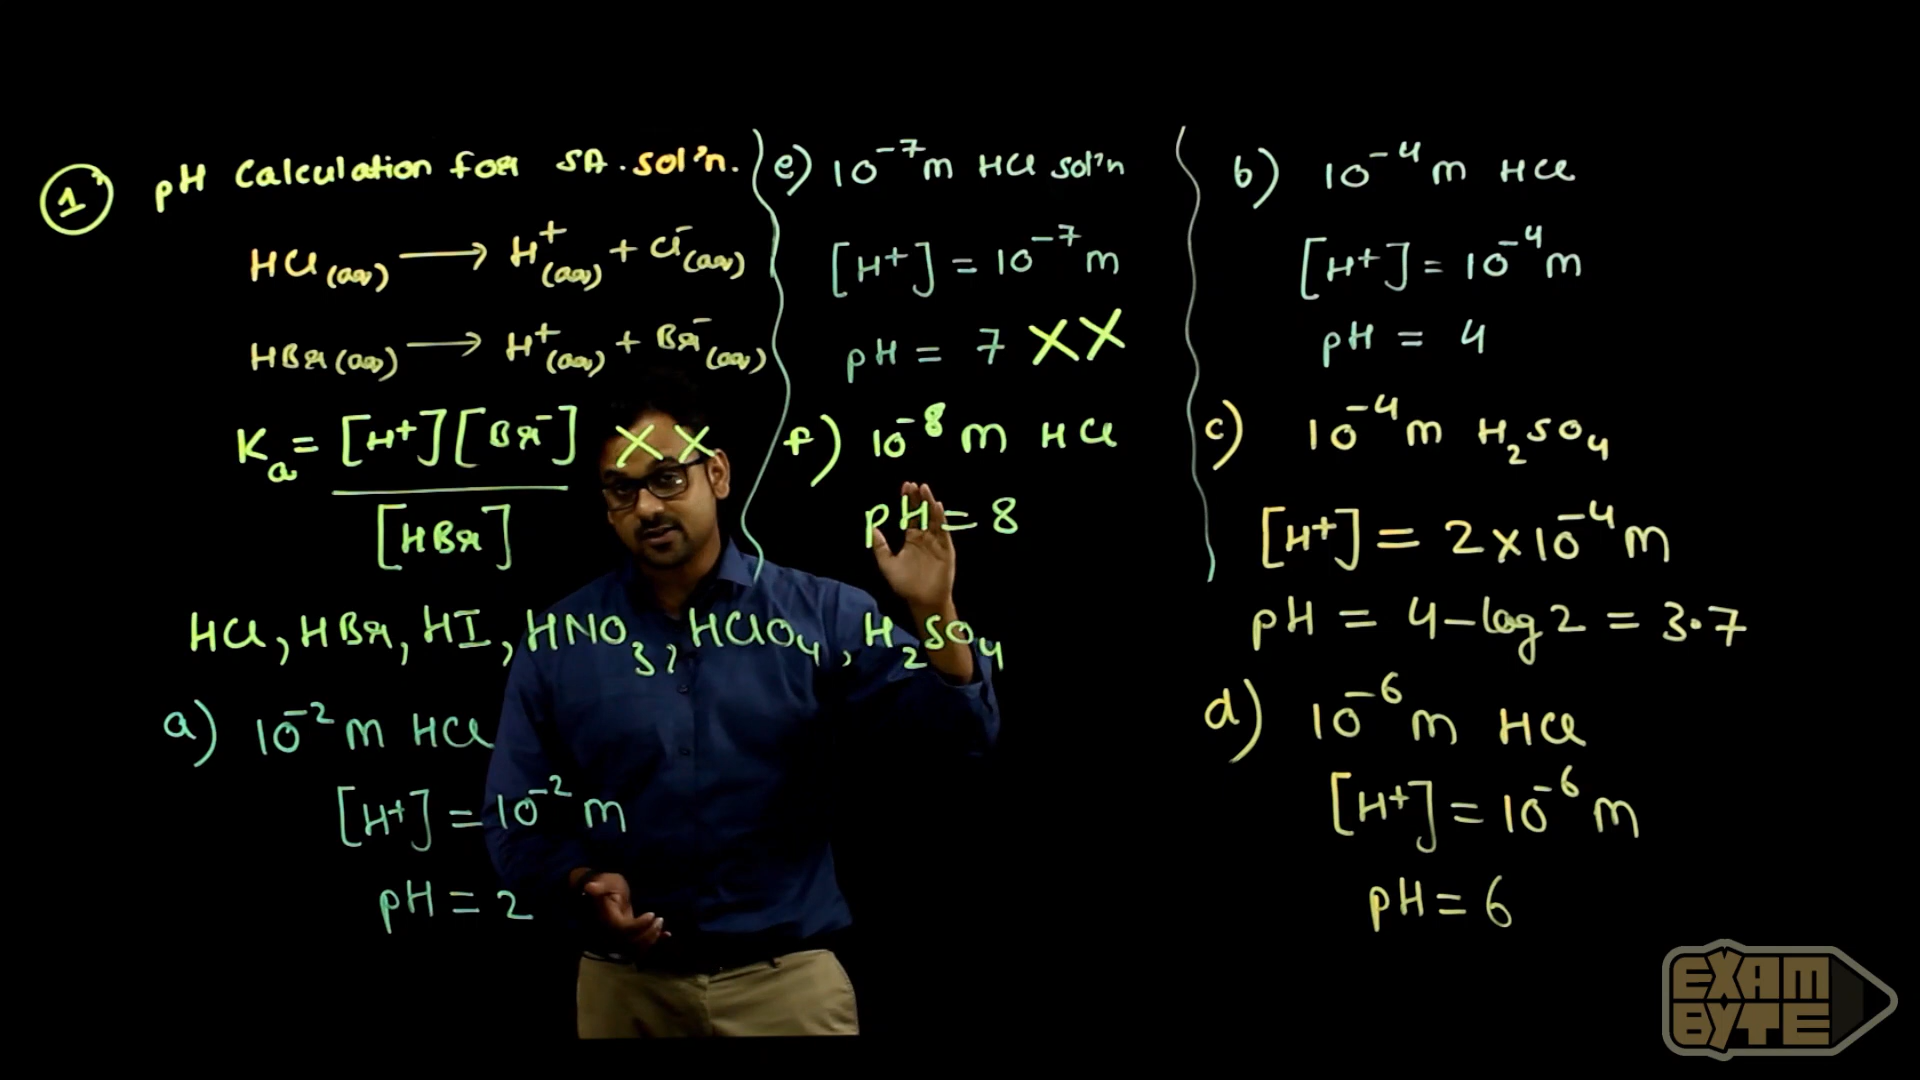 1) pH Calculation for SA. sol'n.
HCl(aq) ⟶ H⁺(aq) + Cl⁻(aq)
HBr(aq) ⟶ H⁺(aq) + Br⁻(aq)
Ka = [H⁺][Br⁻] / [HBr] XX
HCl, HBr, HI, HNO₃, HClO₄, H₂SO₄
a) 10⁻² M HCl
[H⁺] = 10⁻² M
pH = 2
e) 10⁻⁷ M HCl sol'n
[H⁺] = 10⁻⁷ M
pH = 7 XX
f) 10⁻⁸ M HCl
pH = 8
b) 10⁻⁴ M HCl
[H⁺] = 10⁻⁴ M
pH = 4
c) 10⁻⁴ M H₂SO₄
[H⁺] = 2×10⁻⁴ M
pH = 4 - log 2 = 3.7
d) 10⁻⁶ M HCl
[H⁺] = 10⁻⁶ M
pH = 6
EXAM
BYTE